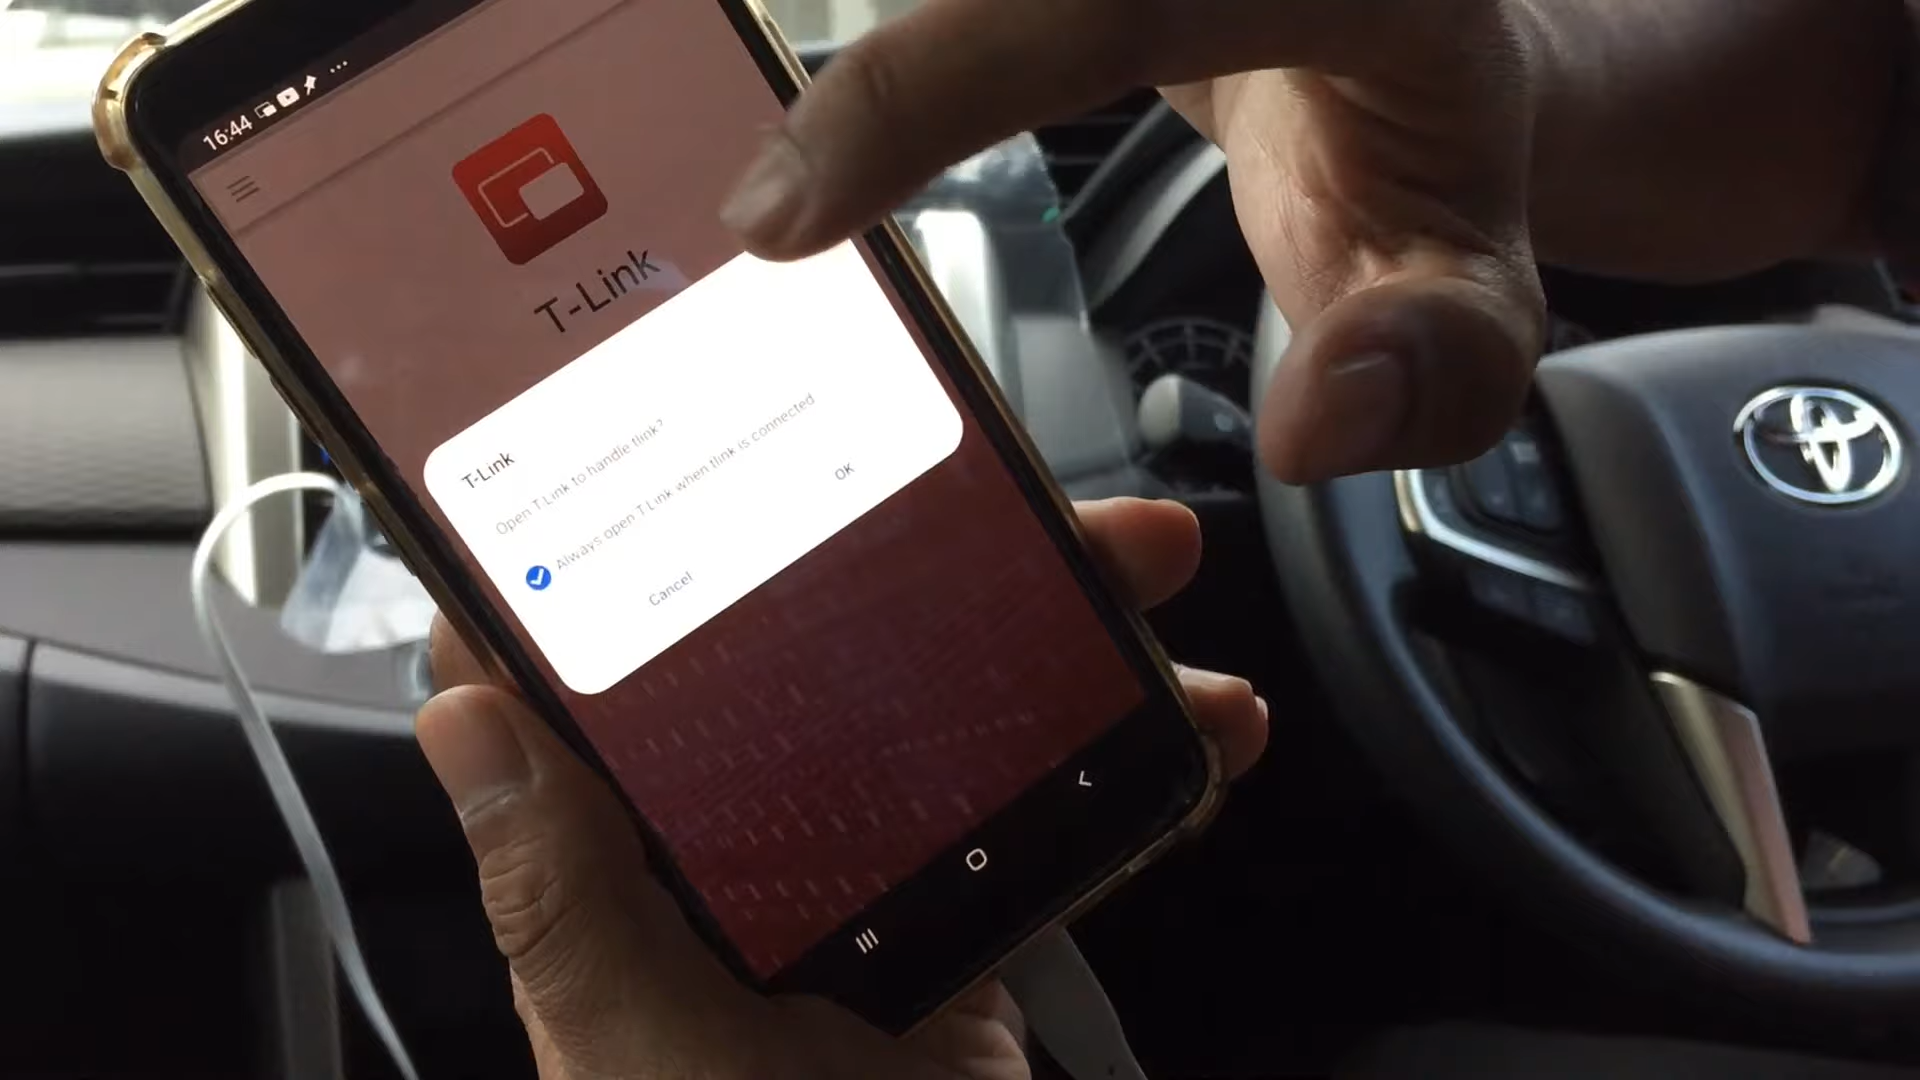 16:44
T-Link
T-Link
Open T Link to handle tlink?
Always open T Link when tlink is connected
Cancel
OK